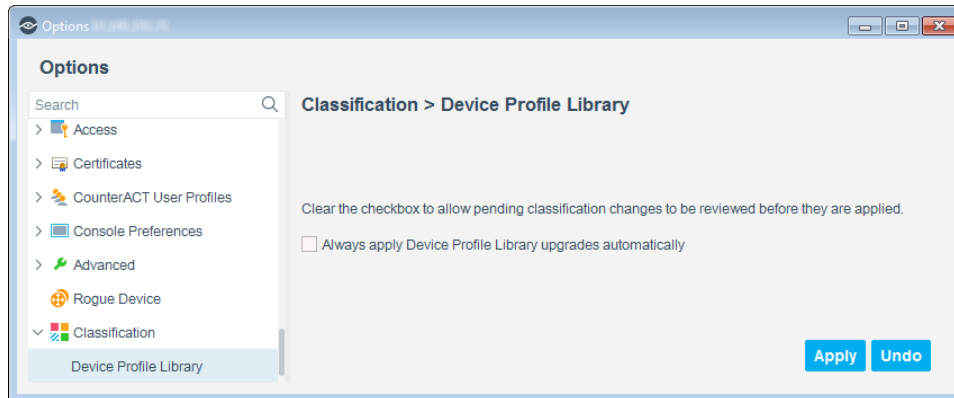 Options
Options
Search
Classification > Device Profile Library
Access
Certificates
CounterACT User Profiles
Clear the checkbox to allow pending classification changes to be reviewed before they are applied.
Console Preferences
Always apply Device Profile Library upgrades automatically
Advanced
Rogue Device
Classification
Device Profile Library
Apply
Undo